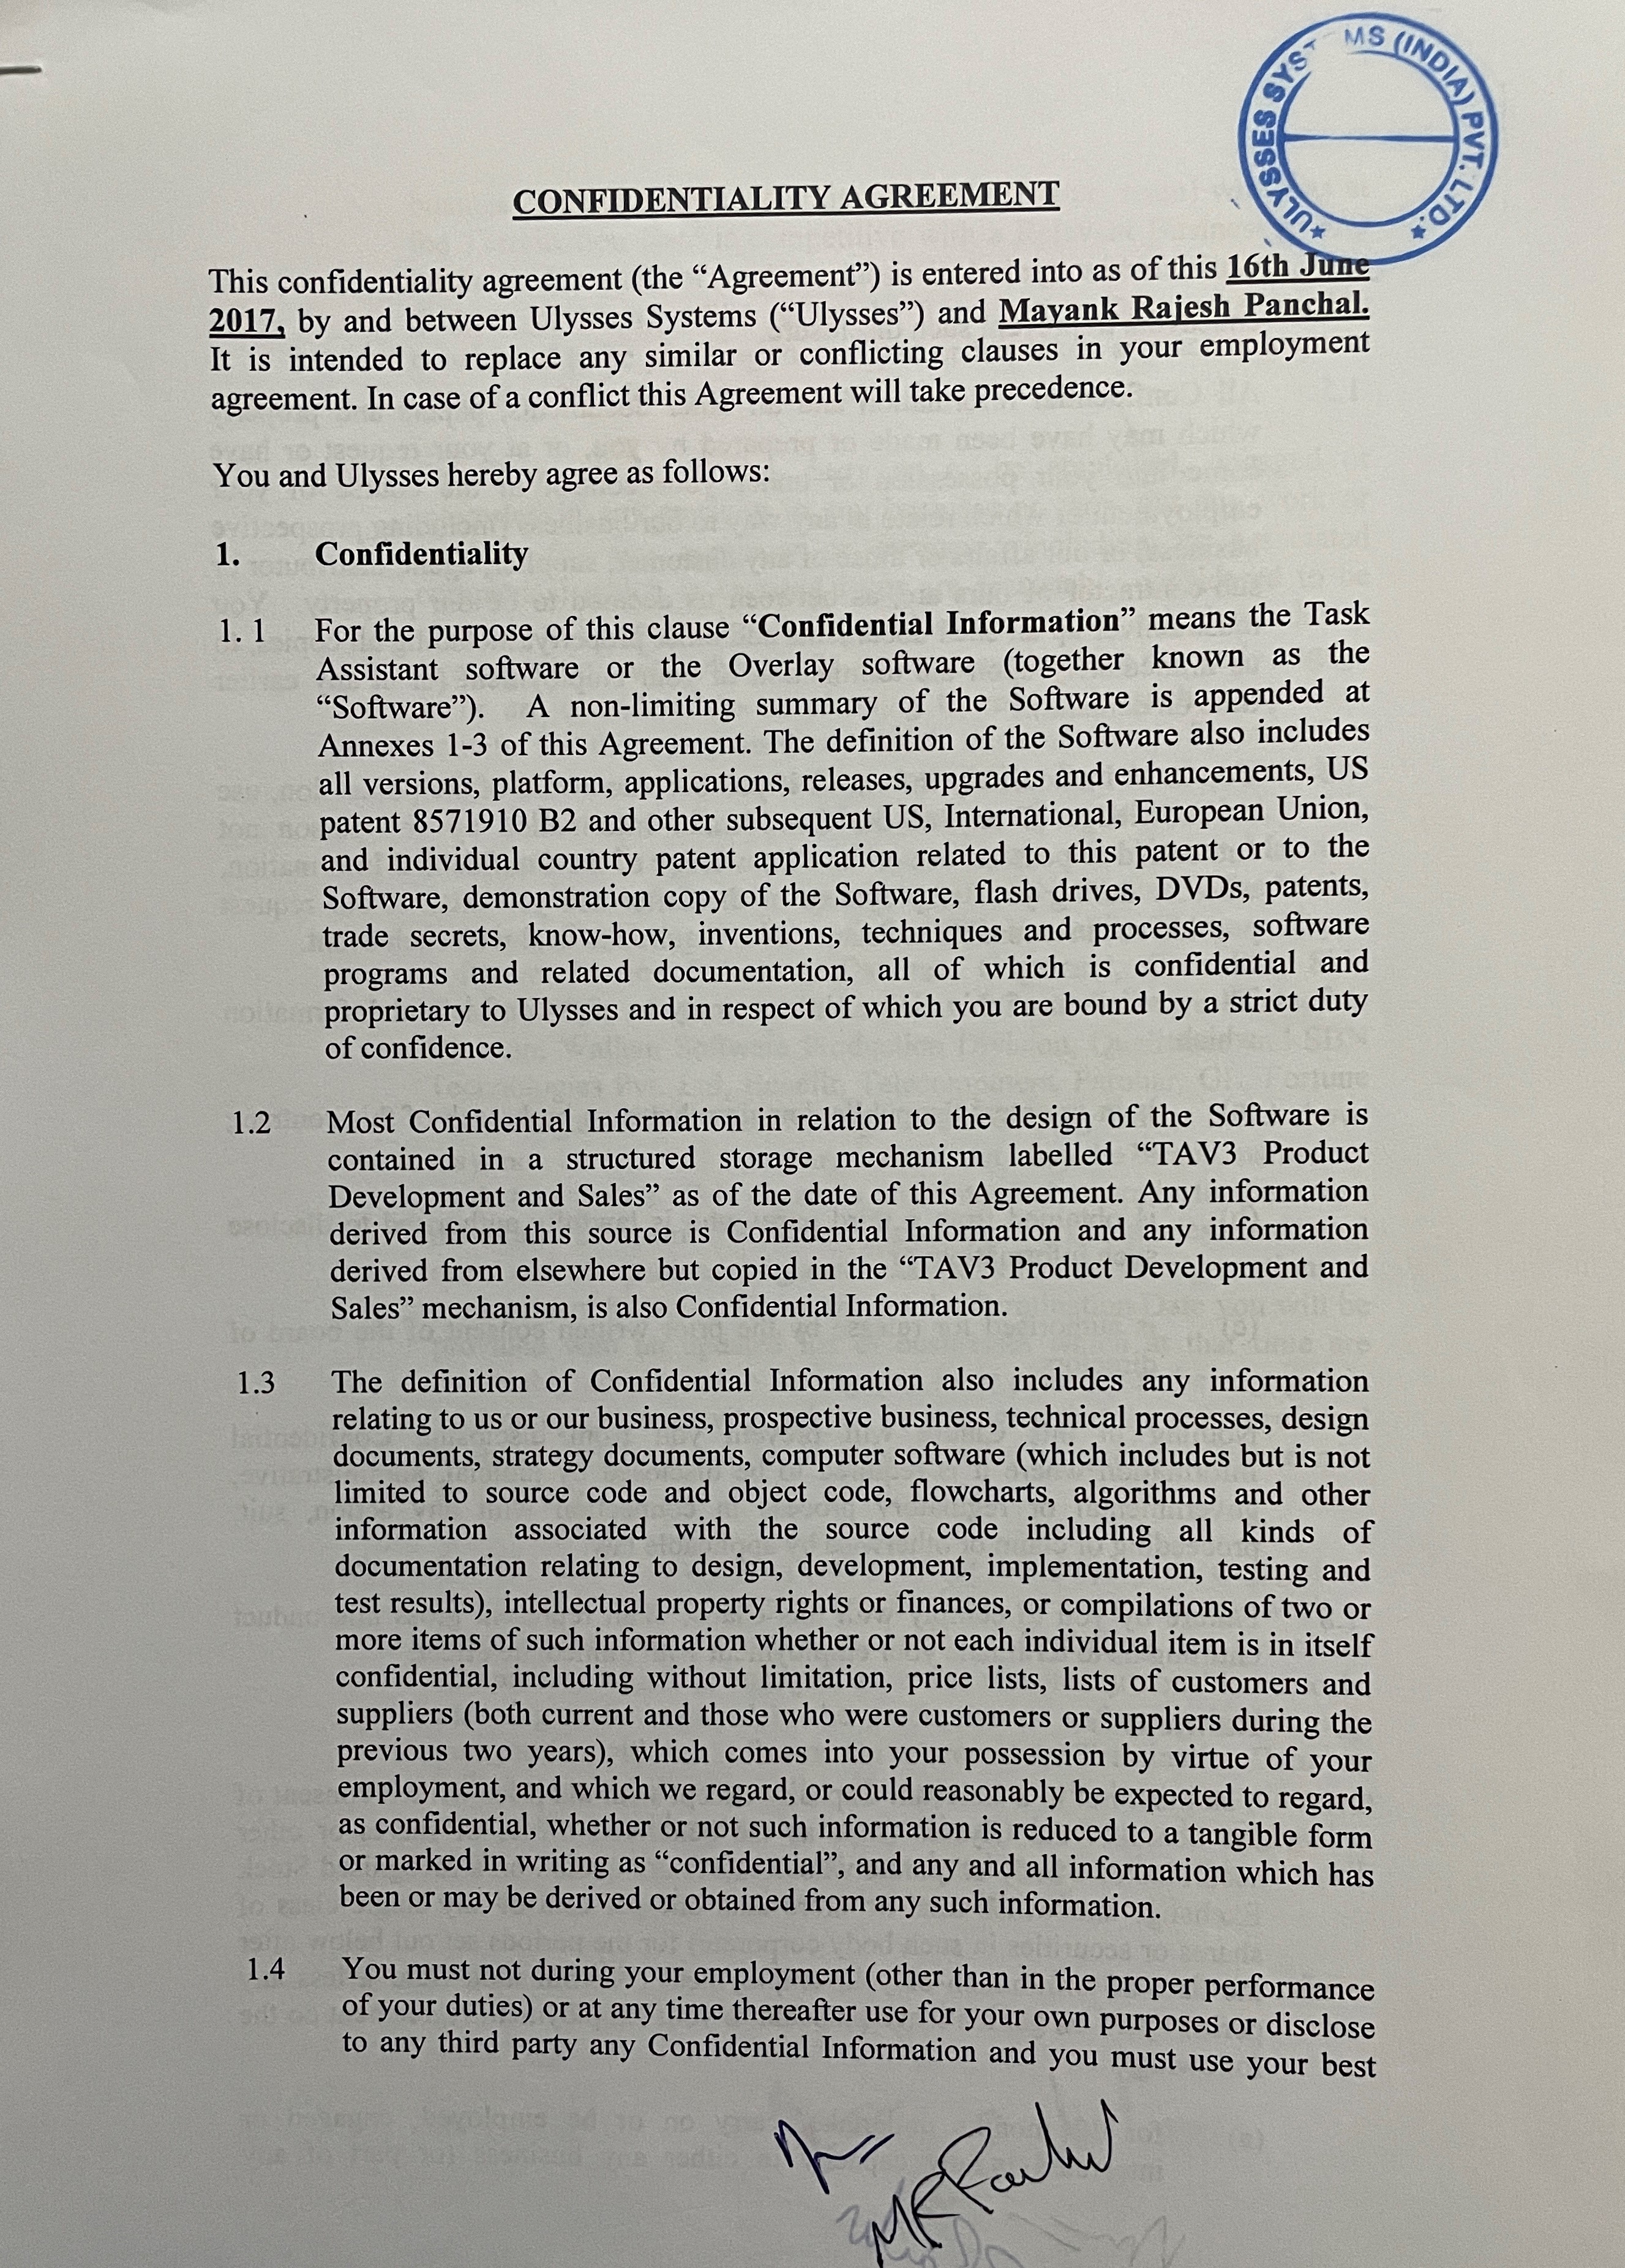 ULYSSES SYST MS (INDIA) PVT. LTD.
CONFIDENTIALITY AGREEMENT
This confidentiality agreement (the “Agreement”) is entered into as of this 16th June
2017, by and between Ulysses Systems (“Ulysses”) and Mayank Rajesh Panchal.
It is intended to replace any similar or conflicting clauses in your employment
agreement. In case of a conflict this Agreement will take precedence.
You and Ulysses hereby agree as follows:
1. Confidentiality
1. 1 For the purpose of this clause “Confidential Information” means the Task
Assistant software or the Overlay software (together known as the
“Software”). A non-limiting summary of the Software is appended at
Annexes 1-3 of this Agreement. The definition of the Software also includes
all versions, platform, applications, releases, upgrades and enhancements, US
patent 8571910 B2 and other subsequent US, International, European Union,
and individual country patent application related to this patent or to the
Software, demonstration copy of the Software, flash drives, DVDs, patents,
trade secrets, know-how, inventions, techniques and processes, software
programs and related documentation, all of which is confidential and
proprietary to Ulysses and in respect of which you are bound by a strict duty
of confidence.
1.2 Most Confidential Information in relation to the design of the Software is
contained in a structured storage mechanism labelled “TAV3 Product
Development and Sales” as of the date of this Agreement. Any information
derived from this source is Confidential Information and any information
derived from elsewhere but copied in the “TAV3 Product Development and
Sales” mechanism, is also Confidential Information.
1.3 The definition of Confidential Information also includes any information
relating to us or our business, prospective business, technical processes, design
documents, strategy documents, computer software (which includes but is not
limited to source code and object code, flowcharts, algorithms and other
information associated with the source code including all kinds of
documentation relating to design, development, implementation, testing and
test results), intellectual property rights or finances, or compilations of two or
more items of such information whether or not each individual item is in itself
confidential, including without limitation, price lists, lists of customers and
suppliers (both current and those who were customers or suppliers during the
previous two years), which comes into your possession by virtue of your
employment, and which we regard, or could reasonably be expected to regard,
as confidential, whether or not such information is reduced to a tangible form
or marked in writing as “confidential”, and any and all information which has
been or may be derived or obtained from any such information.
1.4 You must not during your employment (other than in the proper performance
of your duties) or at any time thereafter use for your own purposes or disclose
to any third party any Confidential Information and you must use your best